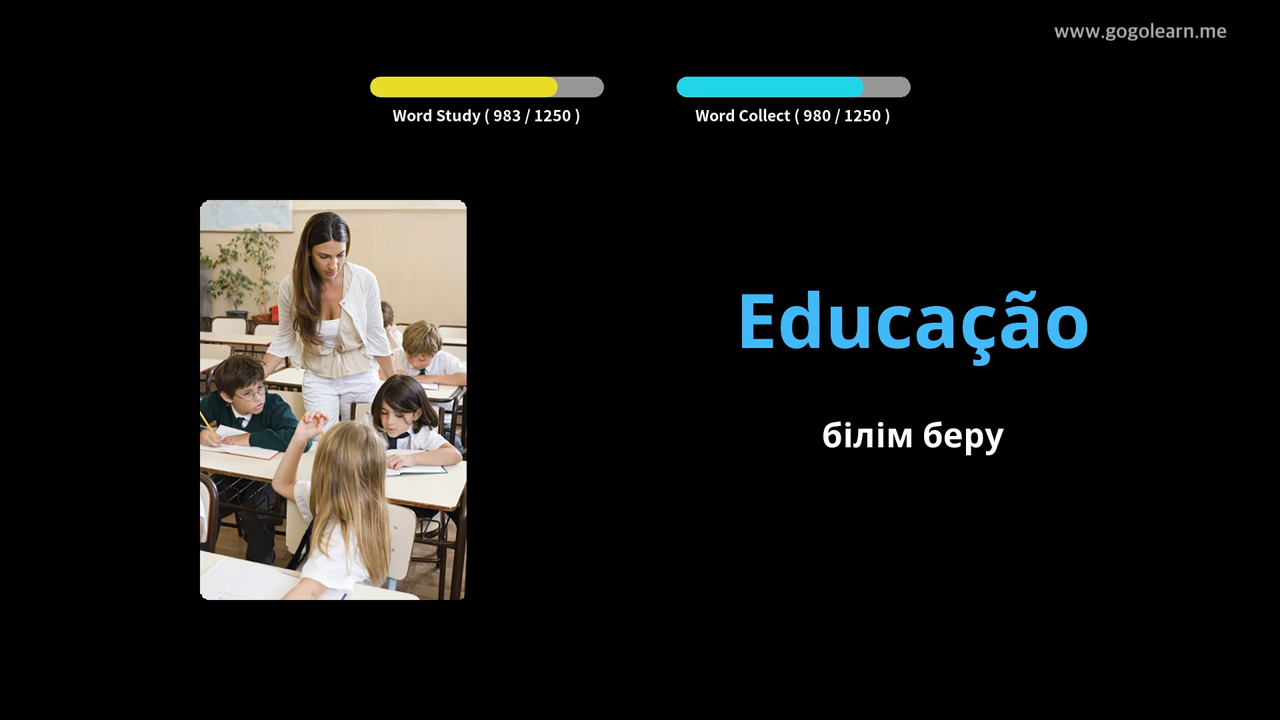 www.gogolearn.me
Word Study ( 983 / 1250 )
Word Collect ( 980 / 1250 )
Educação
білім беру